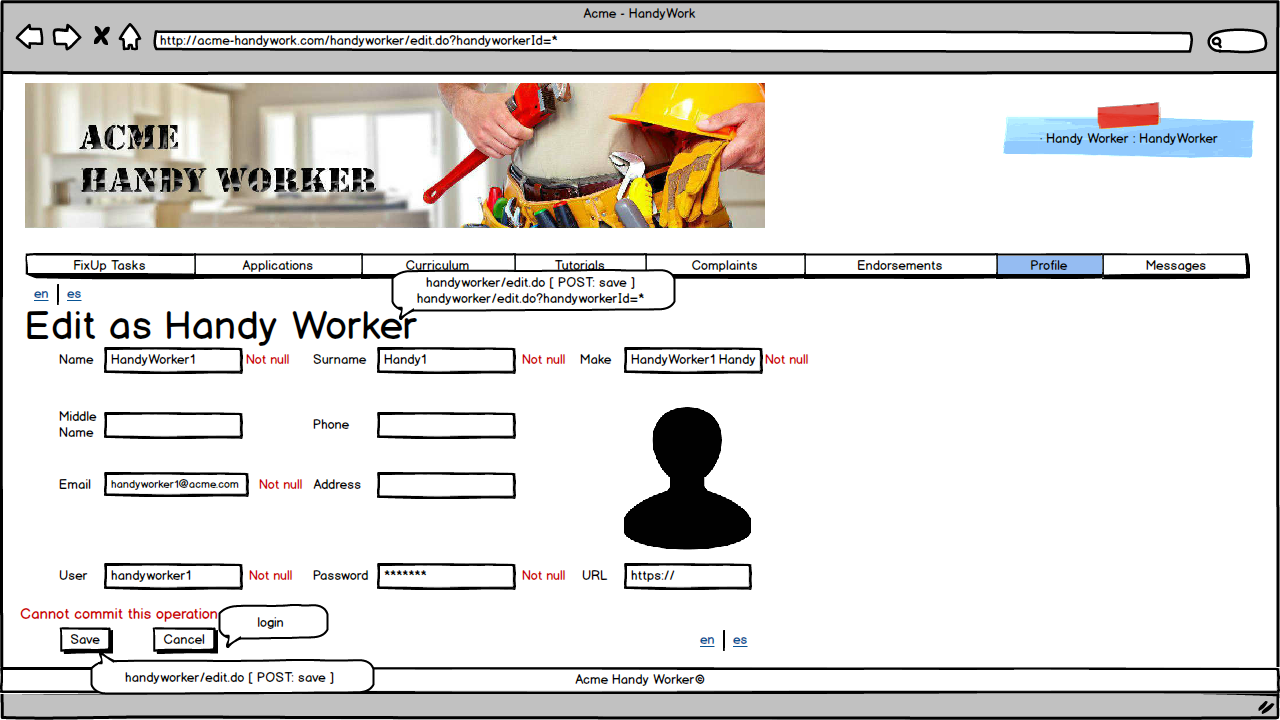 Acme - HandyWork
http://acme-handywork.com/handyworker/edit.do?handyworkerId=*
ACME
HANDY WORKER
Handy Worker : HandyWorker
FixUp Tasks Applications Curriculum Tutorials Complaints Endorsements Profile Messages
handyworker/edit.do [ POST: save ]
handyworker/edit.do?handyworkerId=*
en es
Edit as Handy Worker
Name HandyWorker1 Not null Surname Handy1 Not null Make HandyWorker1 Handy Not null
Middle
Name
Phone
Email handyworker1@acme.com Not null Address
User handyworker1 Not null Password ******* Not null URL https://
Cannot commit this operation
login
Save Cancel en es
handyworker/edit.do [ POST: save ]
Acme Handy Worker©